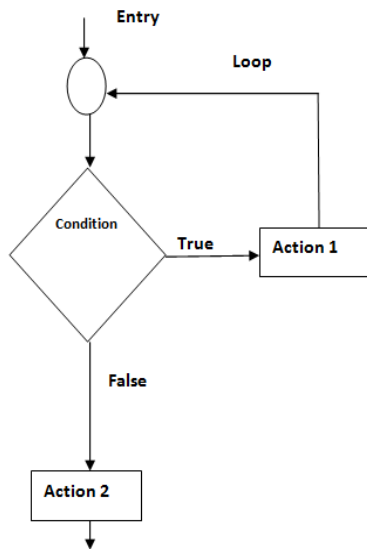 Entry
Loop
Condition
True
Action 1
False
Action 2